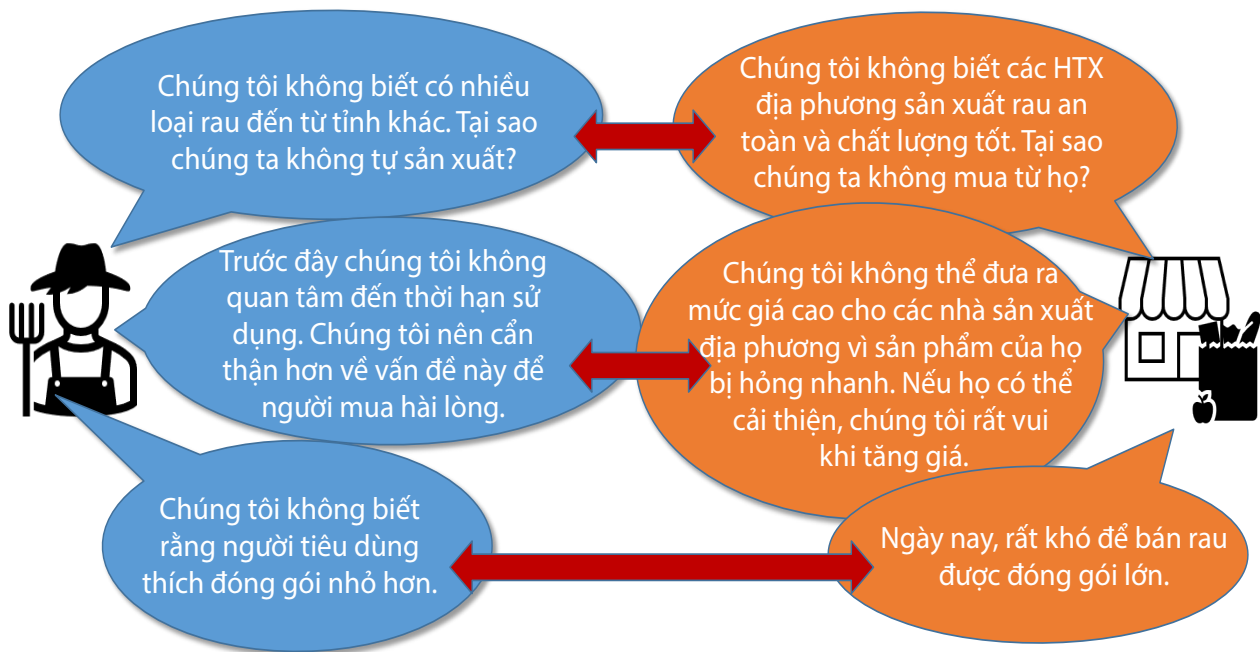 Chúng tôi không biết có nhiều
loại rau đến từ tỉnh khác. Tại sao
chúng ta không tự sản xuất?
Chúng tôi không biết các HTX
địa phương sản xuất rau an
toàn và chất lượng tốt. Tại sao
chúng ta không mua từ họ?
Trước đây chúng tôi không
quan tâm đến thời hạn sử
dụng. Chúng tôi nên cẩn
thận hơn về vấn đề này để
người mua hài lòng.
Chúng tôi không thể đưa ra
mức giá cao cho các nhà sản xuất
địa phương vì sản phẩm của họ
bị hỏng nhanh. Nếu họ có thể
cải thiện, chúng tôi rất vui
khi tăng giá.
Chúng tôi không biết
rằng người tiêu dùng
thích đóng gói nhỏ hơn.
Ngày nay, rất khó để bán rau
được đóng gói lớn.